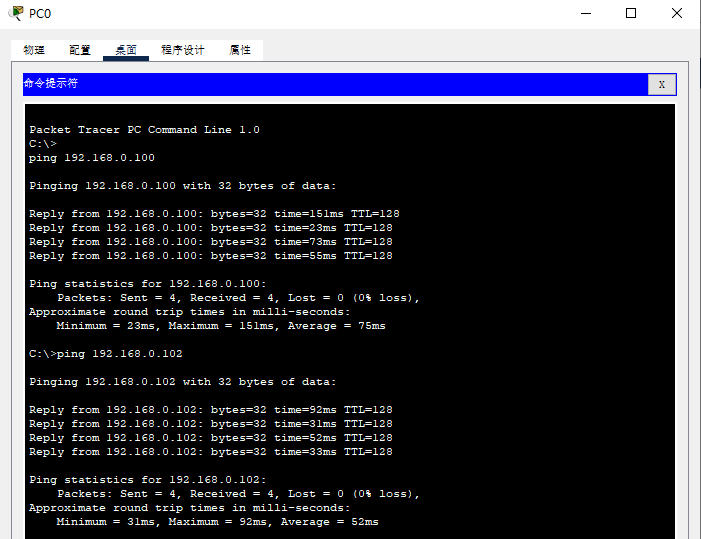 PC0
物理 配置 桌面 程序设计 属性
命令提示符 X
Packet Tracer PC Command Line 1.0
C:\>
ping 192.168.0.100
Pinging 192.168.0.100 with 32 bytes of data:
Reply from 192.168.0.100: bytes=32 time=151ms TTL=128
Reply from 192.168.0.100: bytes=32 time=23ms TTL=128
Reply from 192.168.0.100: bytes=32 time=73ms TTL=128
Reply from 192.168.0.100: bytes=32 time=55ms TTL=128
Ping statistics for 192.168.0.100:
Packets: Sent = 4, Received = 4, Lost = 0 (0% loss),
Approximate round trip times in milli-seconds:
Minimum = 23ms, Maximum = 151ms, Average = 75ms
C:\>ping 192.168.0.102
Pinging 192.168.0.102 with 32 bytes of data:
Reply from 192.168.0.102: bytes=32 time=92ms TTL=128
Reply from 192.168.0.102: bytes=32 time=31ms TTL=128
Reply from 192.168.0.102: bytes=32 time=52ms TTL=128
Reply from 192.168.0.102: bytes=32 time=33ms TTL=128
Ping statistics for 192.168.0.102:
Packets: Sent = 4, Received = 4, Lost = 0 (0% loss),
Approximate round trip times in milli-seconds:
Minimum = 31ms, Maximum = 92ms, Average = 52ms